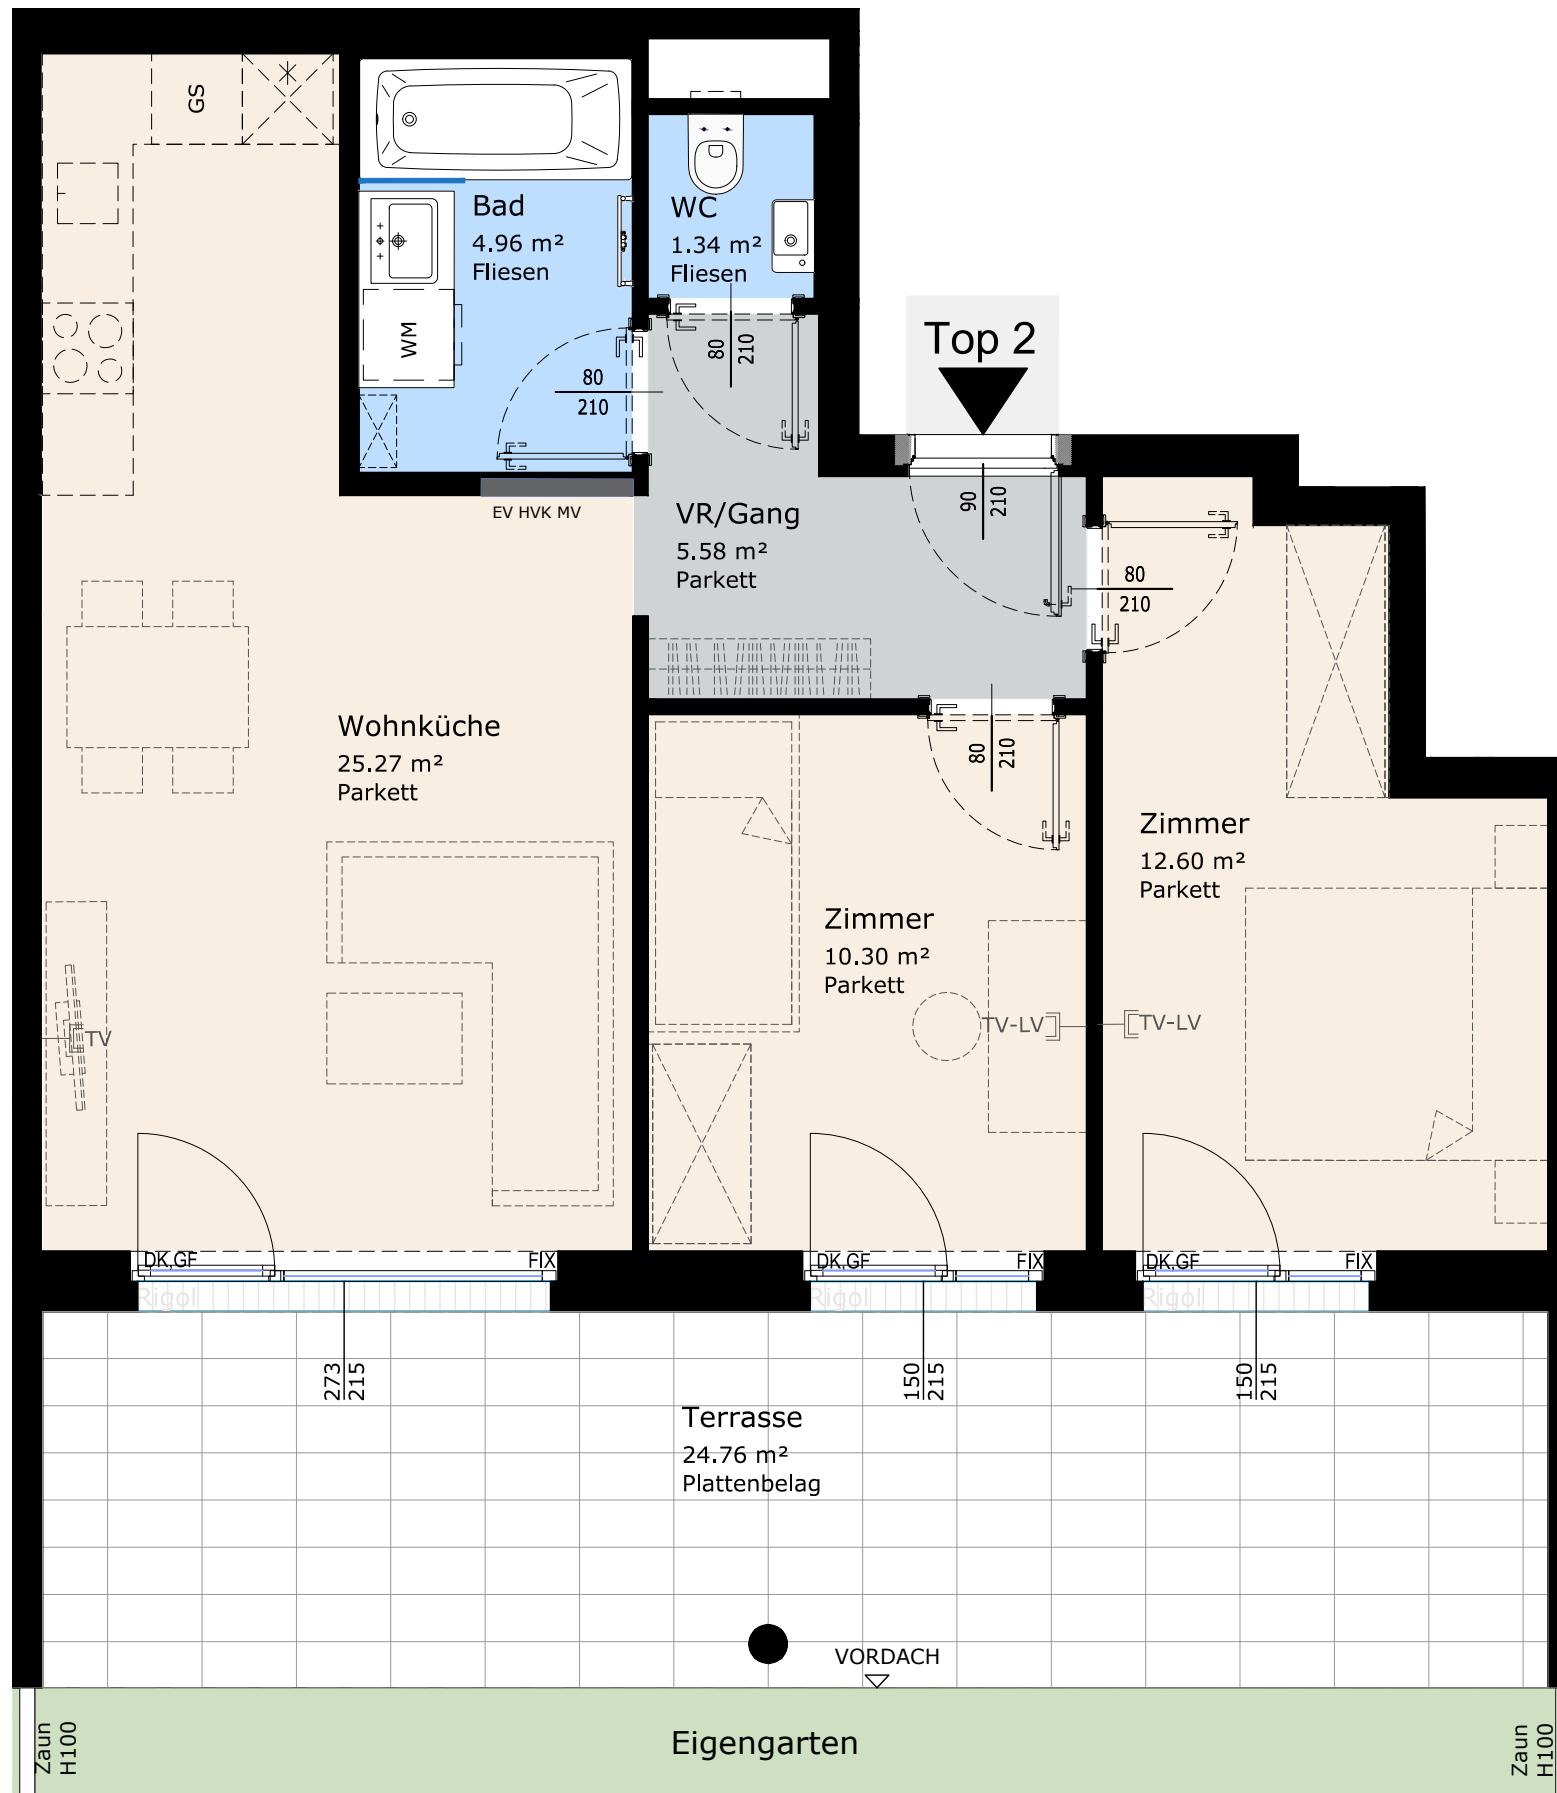 GS
Bad
4.96 m²
Fliesen
WC
1.34 m²
Fliesen
WM
80
210
80
210
Top 2
90
210
EV HVK MV
VR/Gang
5.58 m²
Parkett
80
210
Wohnküche
25.27 m²
Parkett
80
210
Zimmer
12.60 m²
Parkett
Zimmer
10.30 m²
Parkett
TV
TV-LV
TV-LV
DK,GF
FIX
DK,GF
FIX
DK,GF
FIX
Rigol
Rigol
Rigol
273
215
150
215
150
215
Terrasse
24.76 m²
Plattenbelag
VORDACH
Zaun
H100
Eigengarten
Zaun
H100